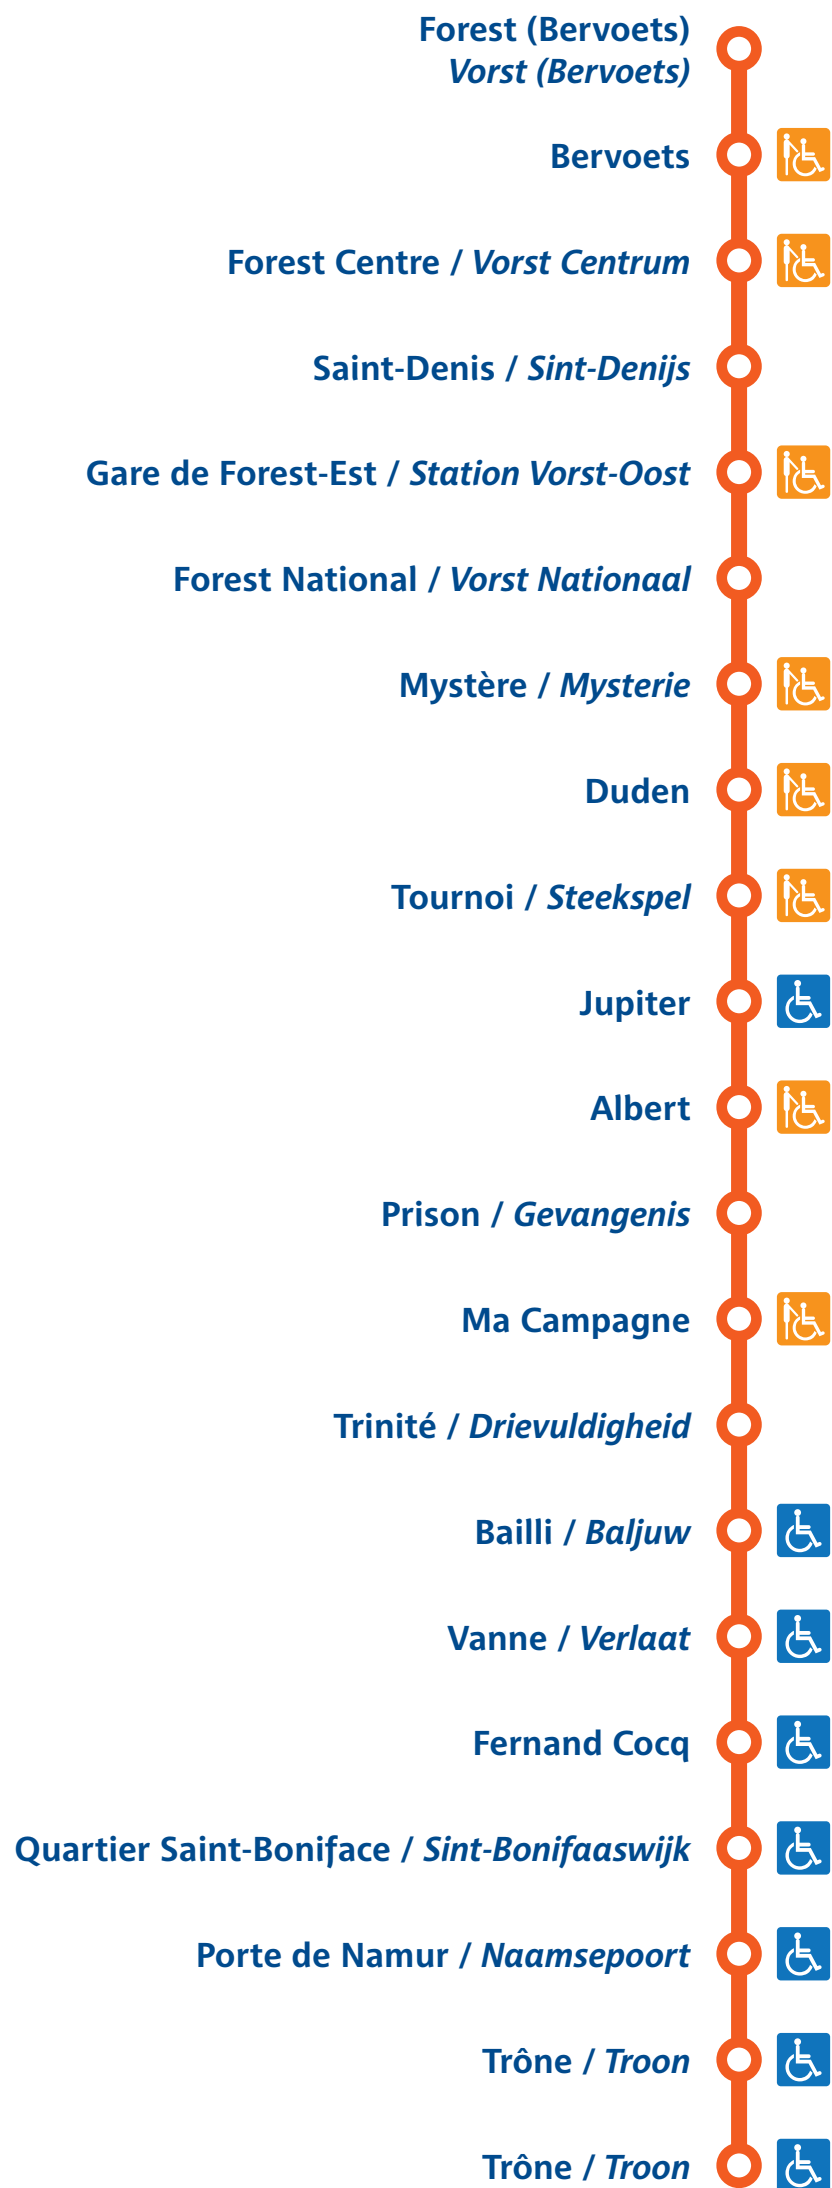 Forest (Bervoets)
Vorst (Bervoets)
Bervoets
Forest Centre / Vorst Centrum
Saint-Denis / Sint-Denijs
Gare de Forest-Est / Station Vorst-Oost
Forest National / Vorst Nationaal
Mystère / Mysterie
Duden
Tournoi / Steekspel
Jupiter
Albert
Prison / Gevangenis
Ma Campagne
Trinité / Drievuldigheid
Bailli / Baljuw
Vanne / Verlaat
Fernand Cocq
Quartier Saint-Boniface / Sint-Bonifaaswijk
Porte de Namur / Naamsepoort
Trône / Troon
Trône / Troon